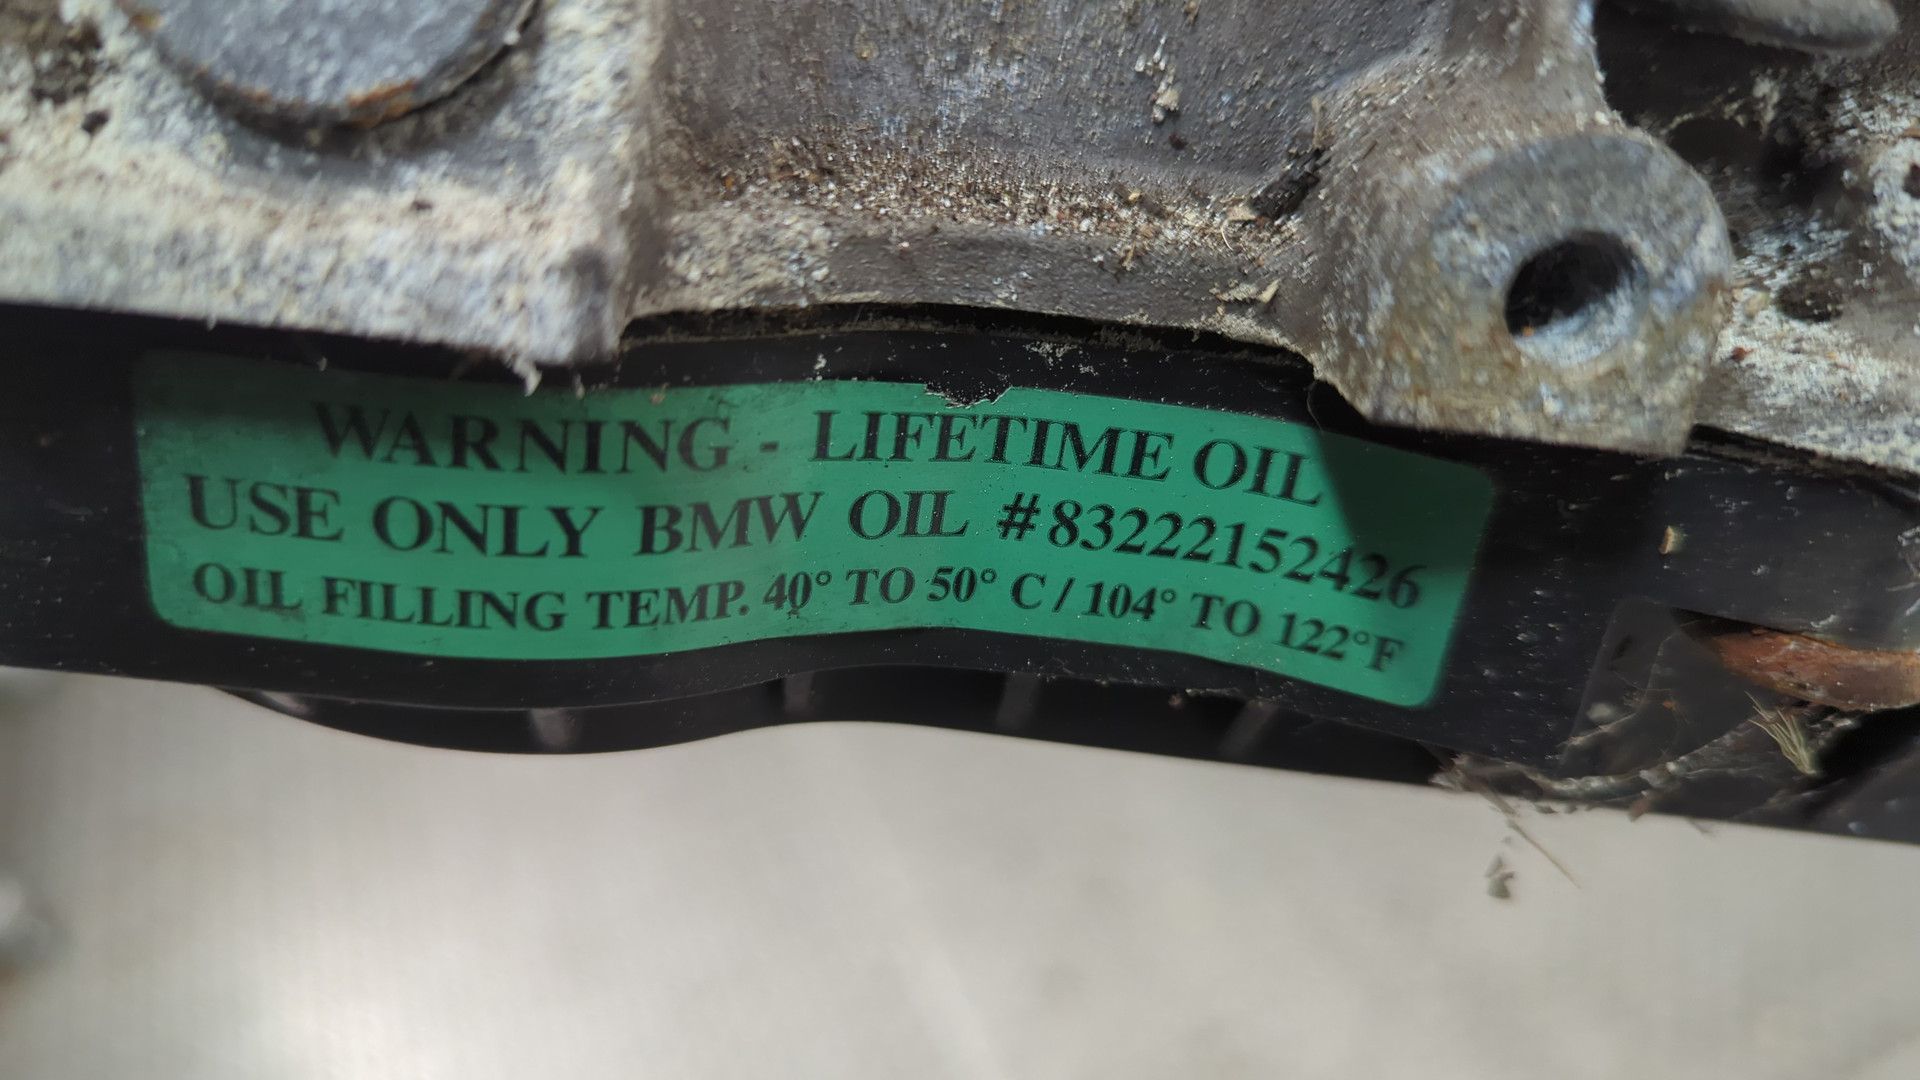 WARNING - LIFETIME OIL
USE ONLY BMW OIL #83222152426
OIL FILLING TEMP. 40° TO 50° C / 104° TO 122°F